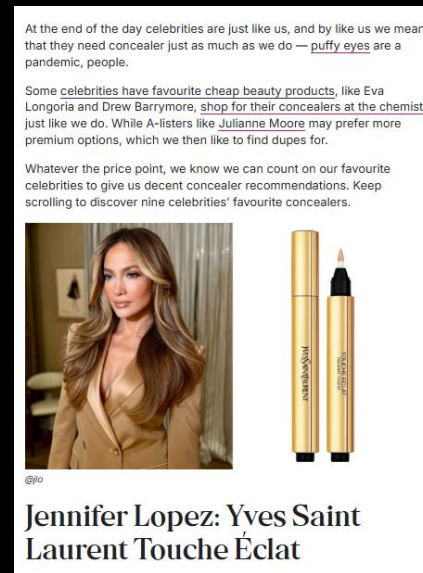 At the end of the day celebrities are just like us, and by like us we mean
that they need concealer just as much as we do — puffy eyes are a
pandemic, people.
Some celebrities have favourite cheap beauty products, like Eva
Longoria and Drew Barrymore, shop for their concealers at the chemist
just like we do. While A-listers like Julianne Moore may prefer more
premium options, which we then like to find dupes for.
Whatever the price point, we know we can count on our favourite
celebrities to give us decent concealer recommendations. Keep
scrolling to discover nine celebrities’ favourite concealers.
YVESSAINTLAURENT
TOUCHE ÉCLAT
@jlo
Jennifer Lopez: Yves Saint
Laurent Touche Éclat